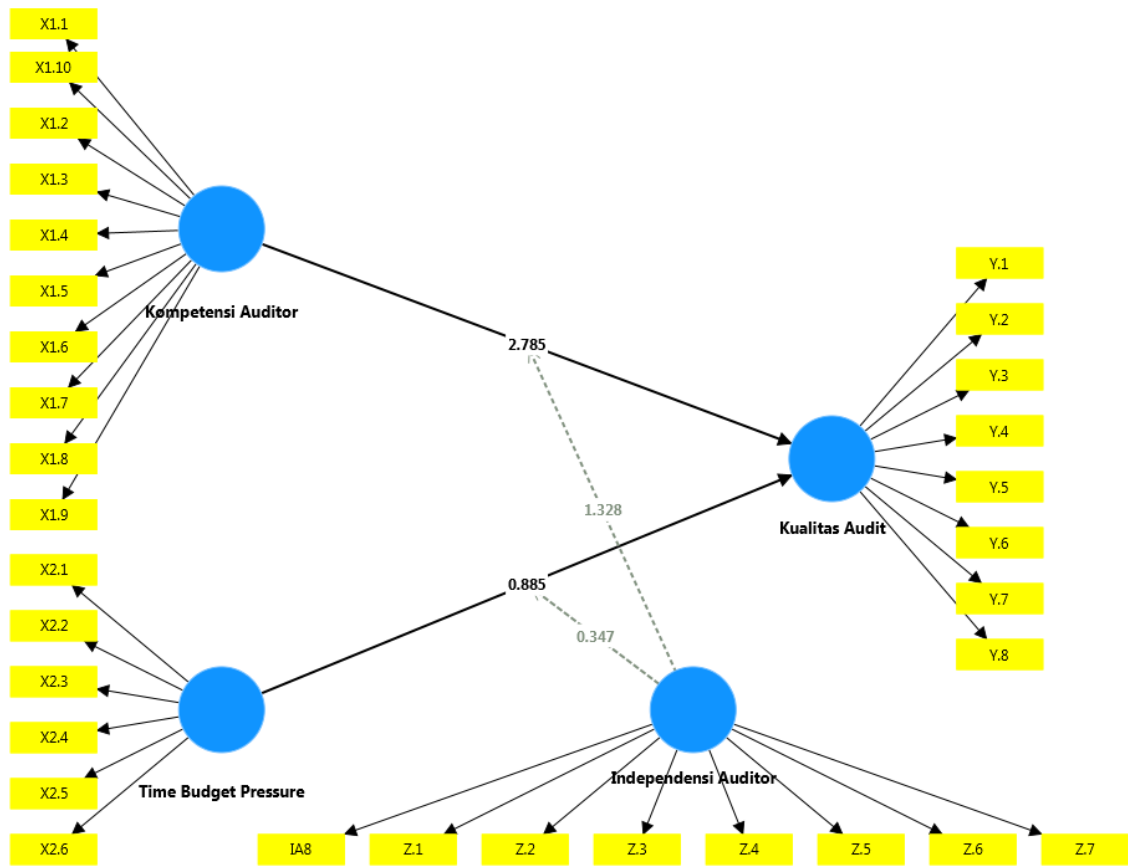 X1.1
X1.10
X1.2
X1.3
X1.4
X1.5
X1.6
X1.7
X1.8
X1.9
Kompetensi Auditor
X2.1
X2.2
X2.3
X2.4
X2.5
X2.6
Time Budget Pressure
2.785
1.328
0.885
0.347
Y.1
Y.2
Y.3
Y.4
Y.5
Y.6
Y.7
Y.8
Kualitas Audit
Independensi Auditor
IA8
Z.1
Z.2
Z.3
Z.4
Z.5
Z.6
Z.7